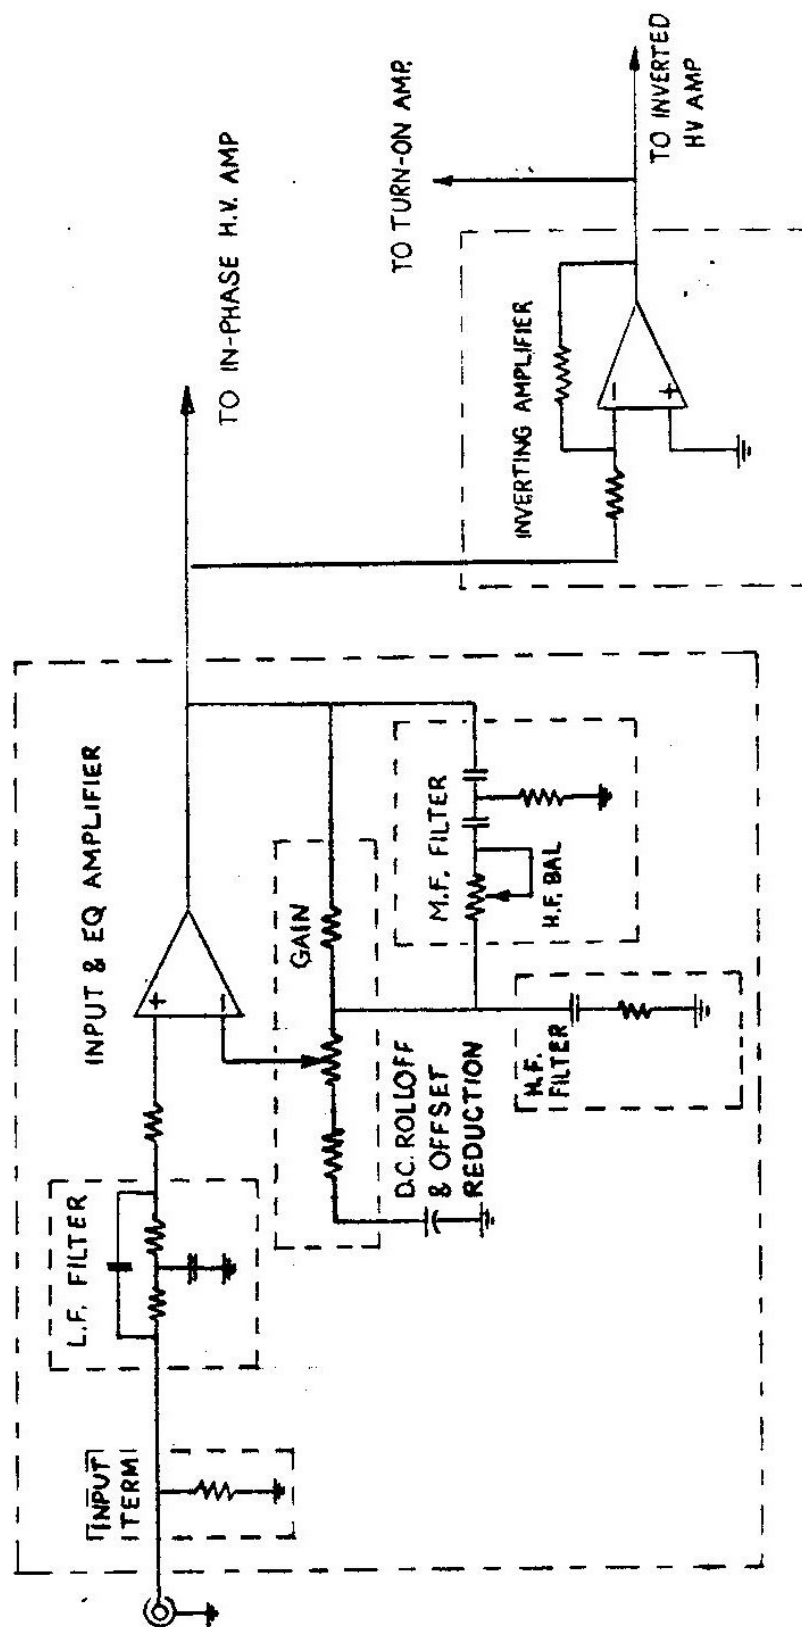 INPUT
TERM
L.F. FILTER
INPUT & EQ AMPLIFIER
+
−
GAIN
D.C. ROLLOFF
& OFFSET
REDUCTION
M.F. FILTER
H.F. BAL
H.F.
FILTER
TO IN-PHASE H.V. AMP
INVERTING AMPLIFIER
−
+
TO TURN-ON AMP.
TO INVERTED
HV AMP